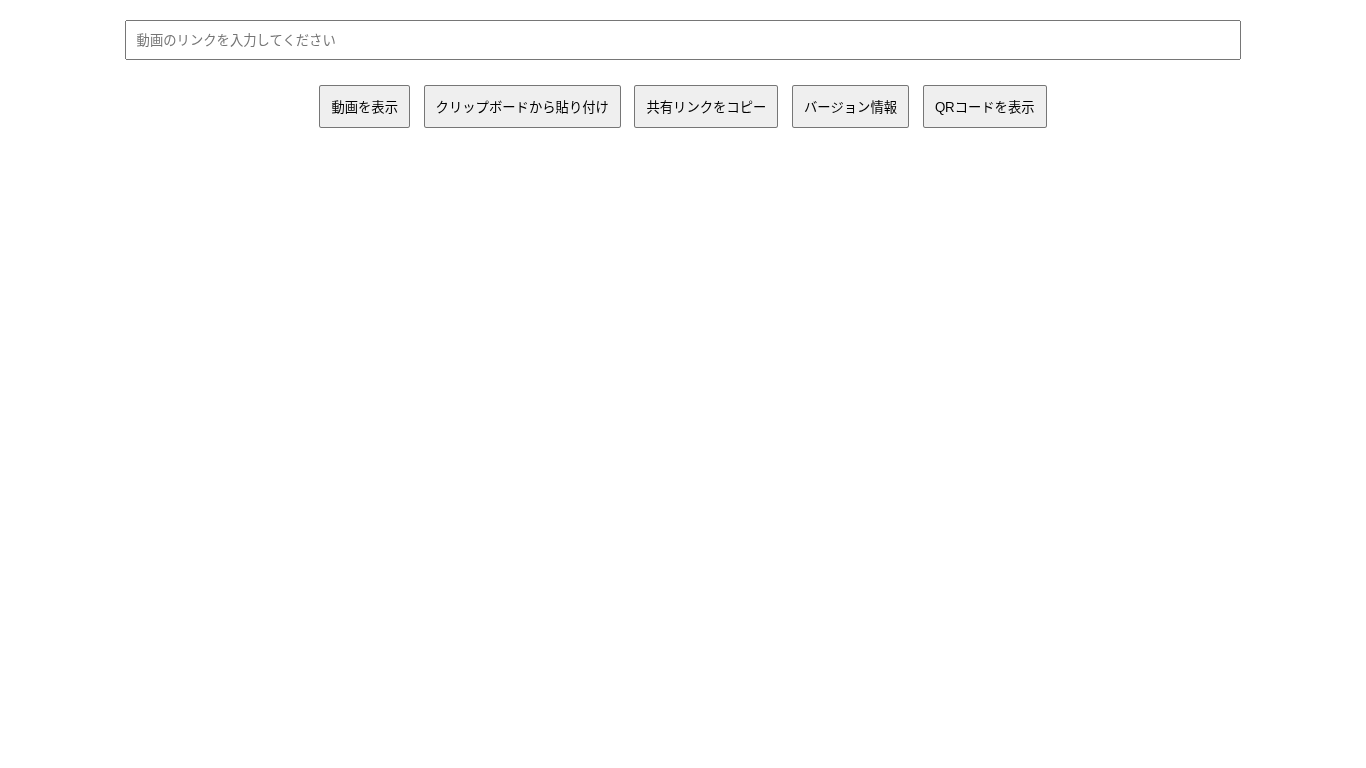 動画のリンクを入力してください
動画を表示 クリップボードから貼り付け 共有リンクをコピー バージョン情報 QRコードを表示